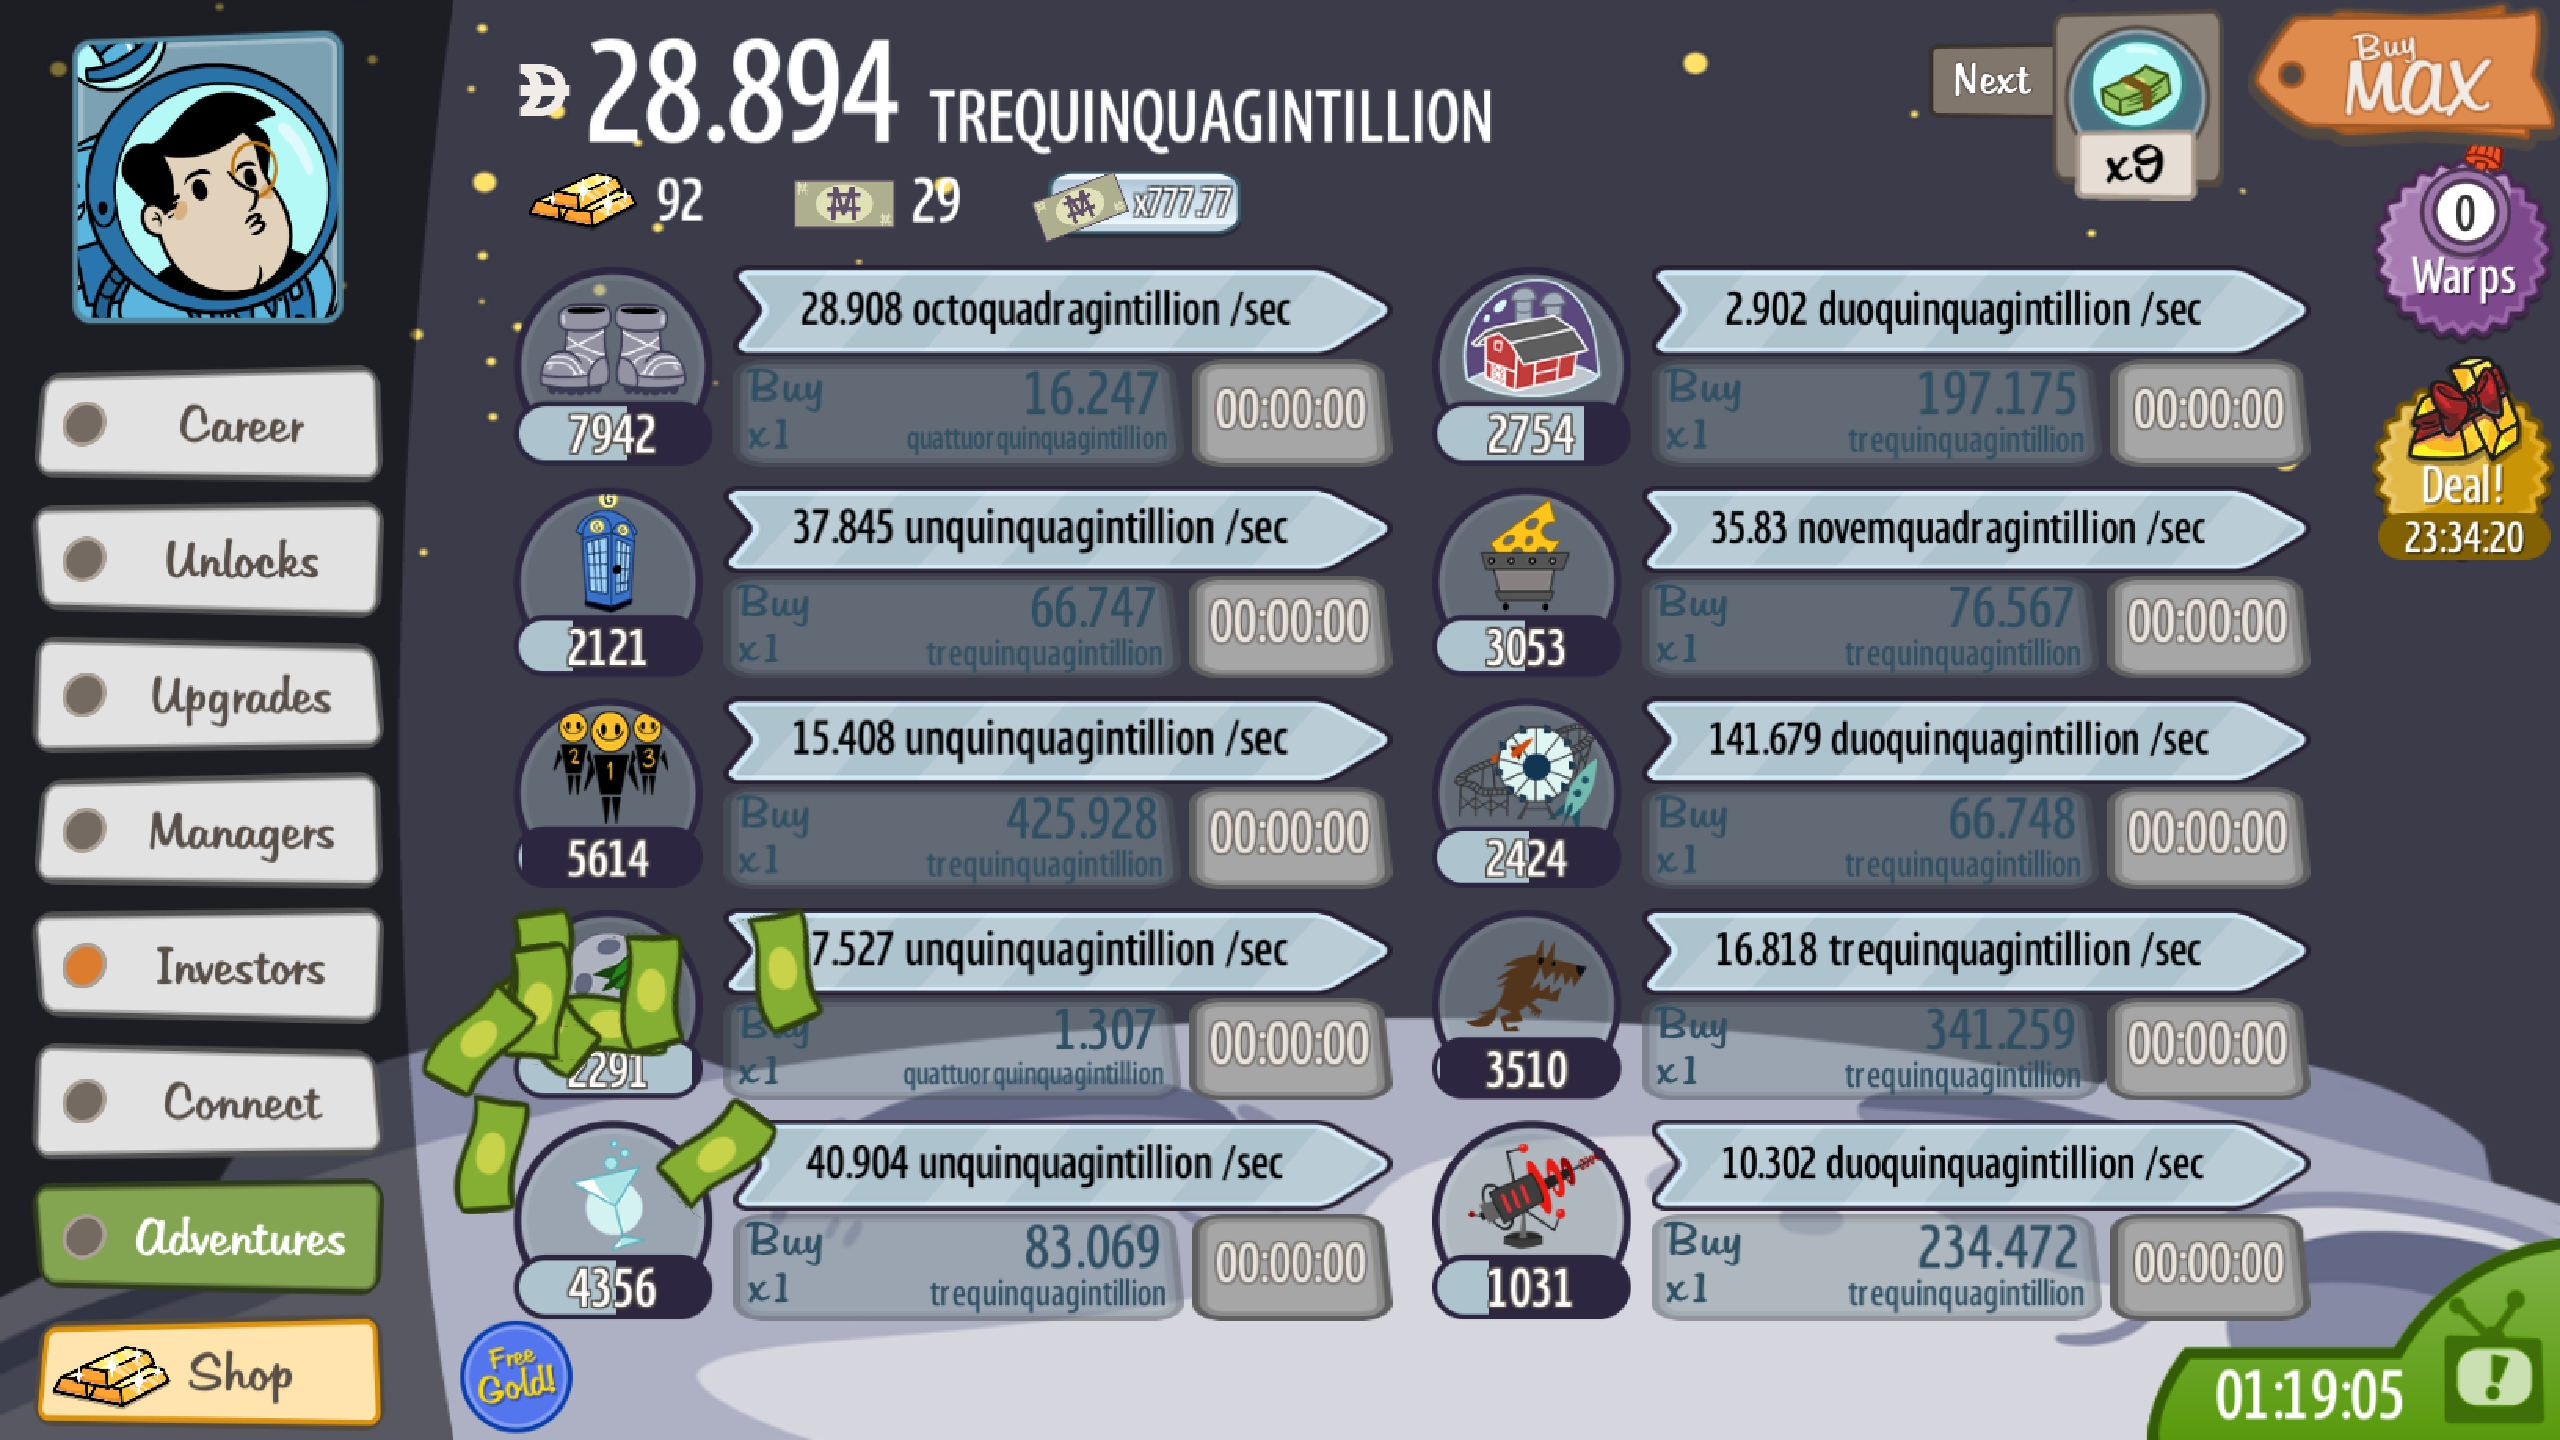 28.894 TREQUINQUAGINTILLION
Next
x9
Buy
MAX
92
29
x777.77
0
Warps
Deal!
23:34:20
Career
Unlocks
Upgrades
Managers
Investors
Connect
Adventures
Shop
28.908 octoquadragintillion /sec
7942
Buy
x1
16.247
quattuorquinquagintillion
00:00:00
2.902 duoquinquagintillion /sec
2754
Buy
x1
197.175
trequinquagintillion
00:00:00
G
37.845 unquinquagintillion /sec
2121
Buy
x1
66.747
trequinquagintillion
00:00:00
35.83 novemquadragintillion /sec
3053
Buy
x1
76.567
trequinquagintillion
00:00:00
2 1 3
15.408 unquinquagintillion /sec
5614
Buy
x1
425.928
trequinquagintillion
00:00:00
141.679 duoquinquagintillion /sec
2424
Buy
x1
66.748
trequinquagintillion
00:00:00
7.527 unquinquagintillion /sec
2291
Buy
x1
1.307
quattuorquinquagintillion
00:00:00
16.818 trequinquagintillion /sec
3510
Buy
x1
341.259
trequinquagintillion
00:00:00
40.904 unquinquagintillion /sec
4356
Buy
x1
83.069
trequinquagintillion
00:00:00
10.302 duoquinquagintillion /sec
1031
Buy
x1
234.472
trequinquagintillion
00:00:00
Free
Gold!
01:19:05
!